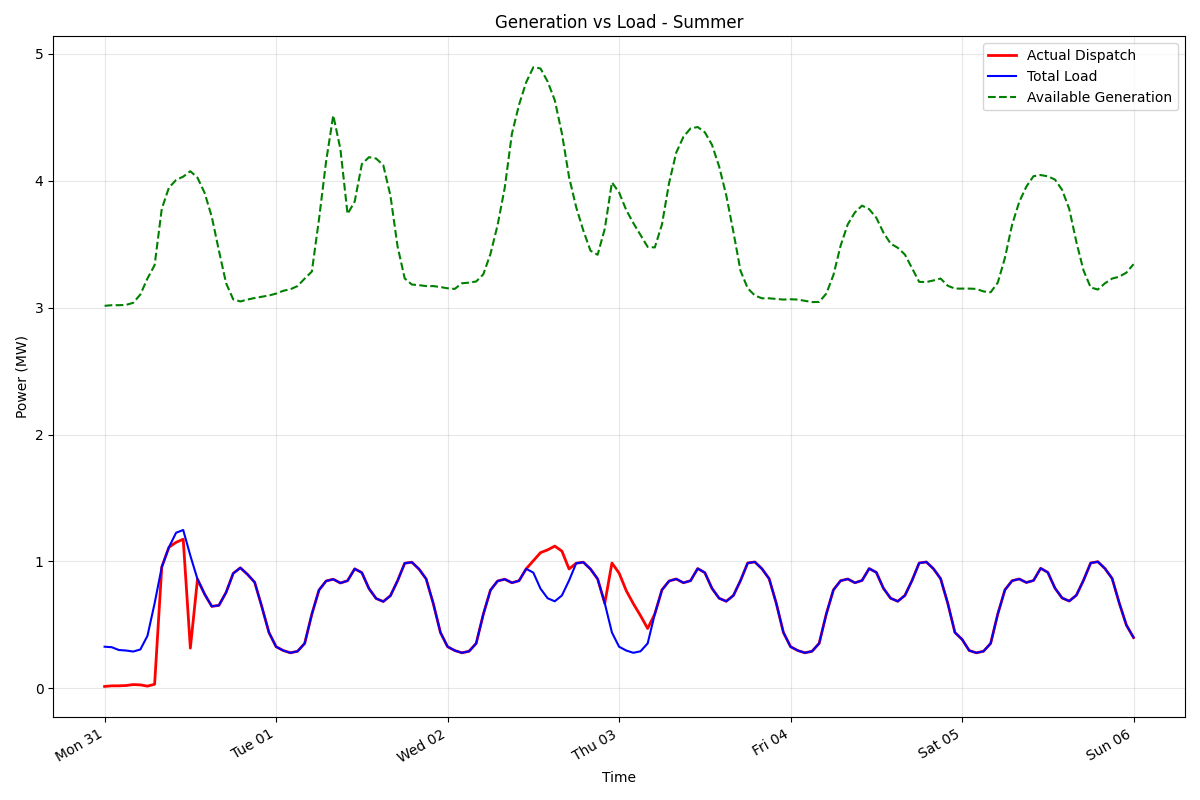 Generation vs Load - Summer
Actual Dispatch
Total Load
Available Generation
5
4
3
2
1
0
Power (MW)
Mon 31
Tue 01
Wed 02
Thu 03
Fri 04
Sat 05
Sun 06
Time